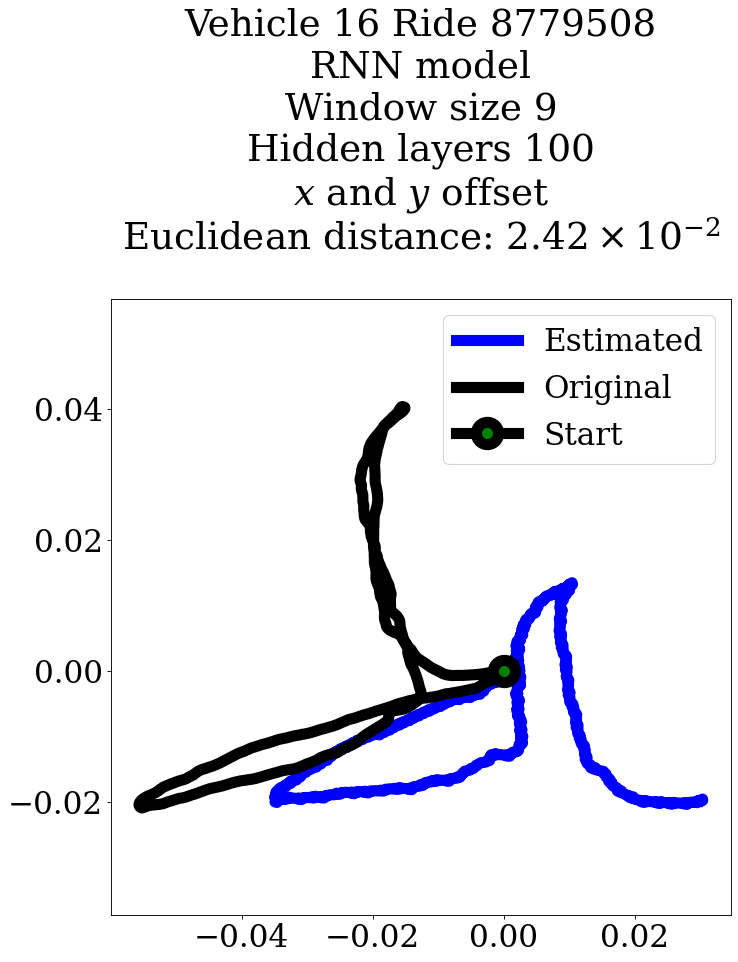 Vehicle 16 Ride 8779508
RNN model
Window size 9
Hidden layers 100
x and y offset
Euclidean distance: 2.42 × 10⁻²
Estimated
Original
Start
0.04
0.02
0.00
−0.02
−0.04 −0.02 0.00 0.02